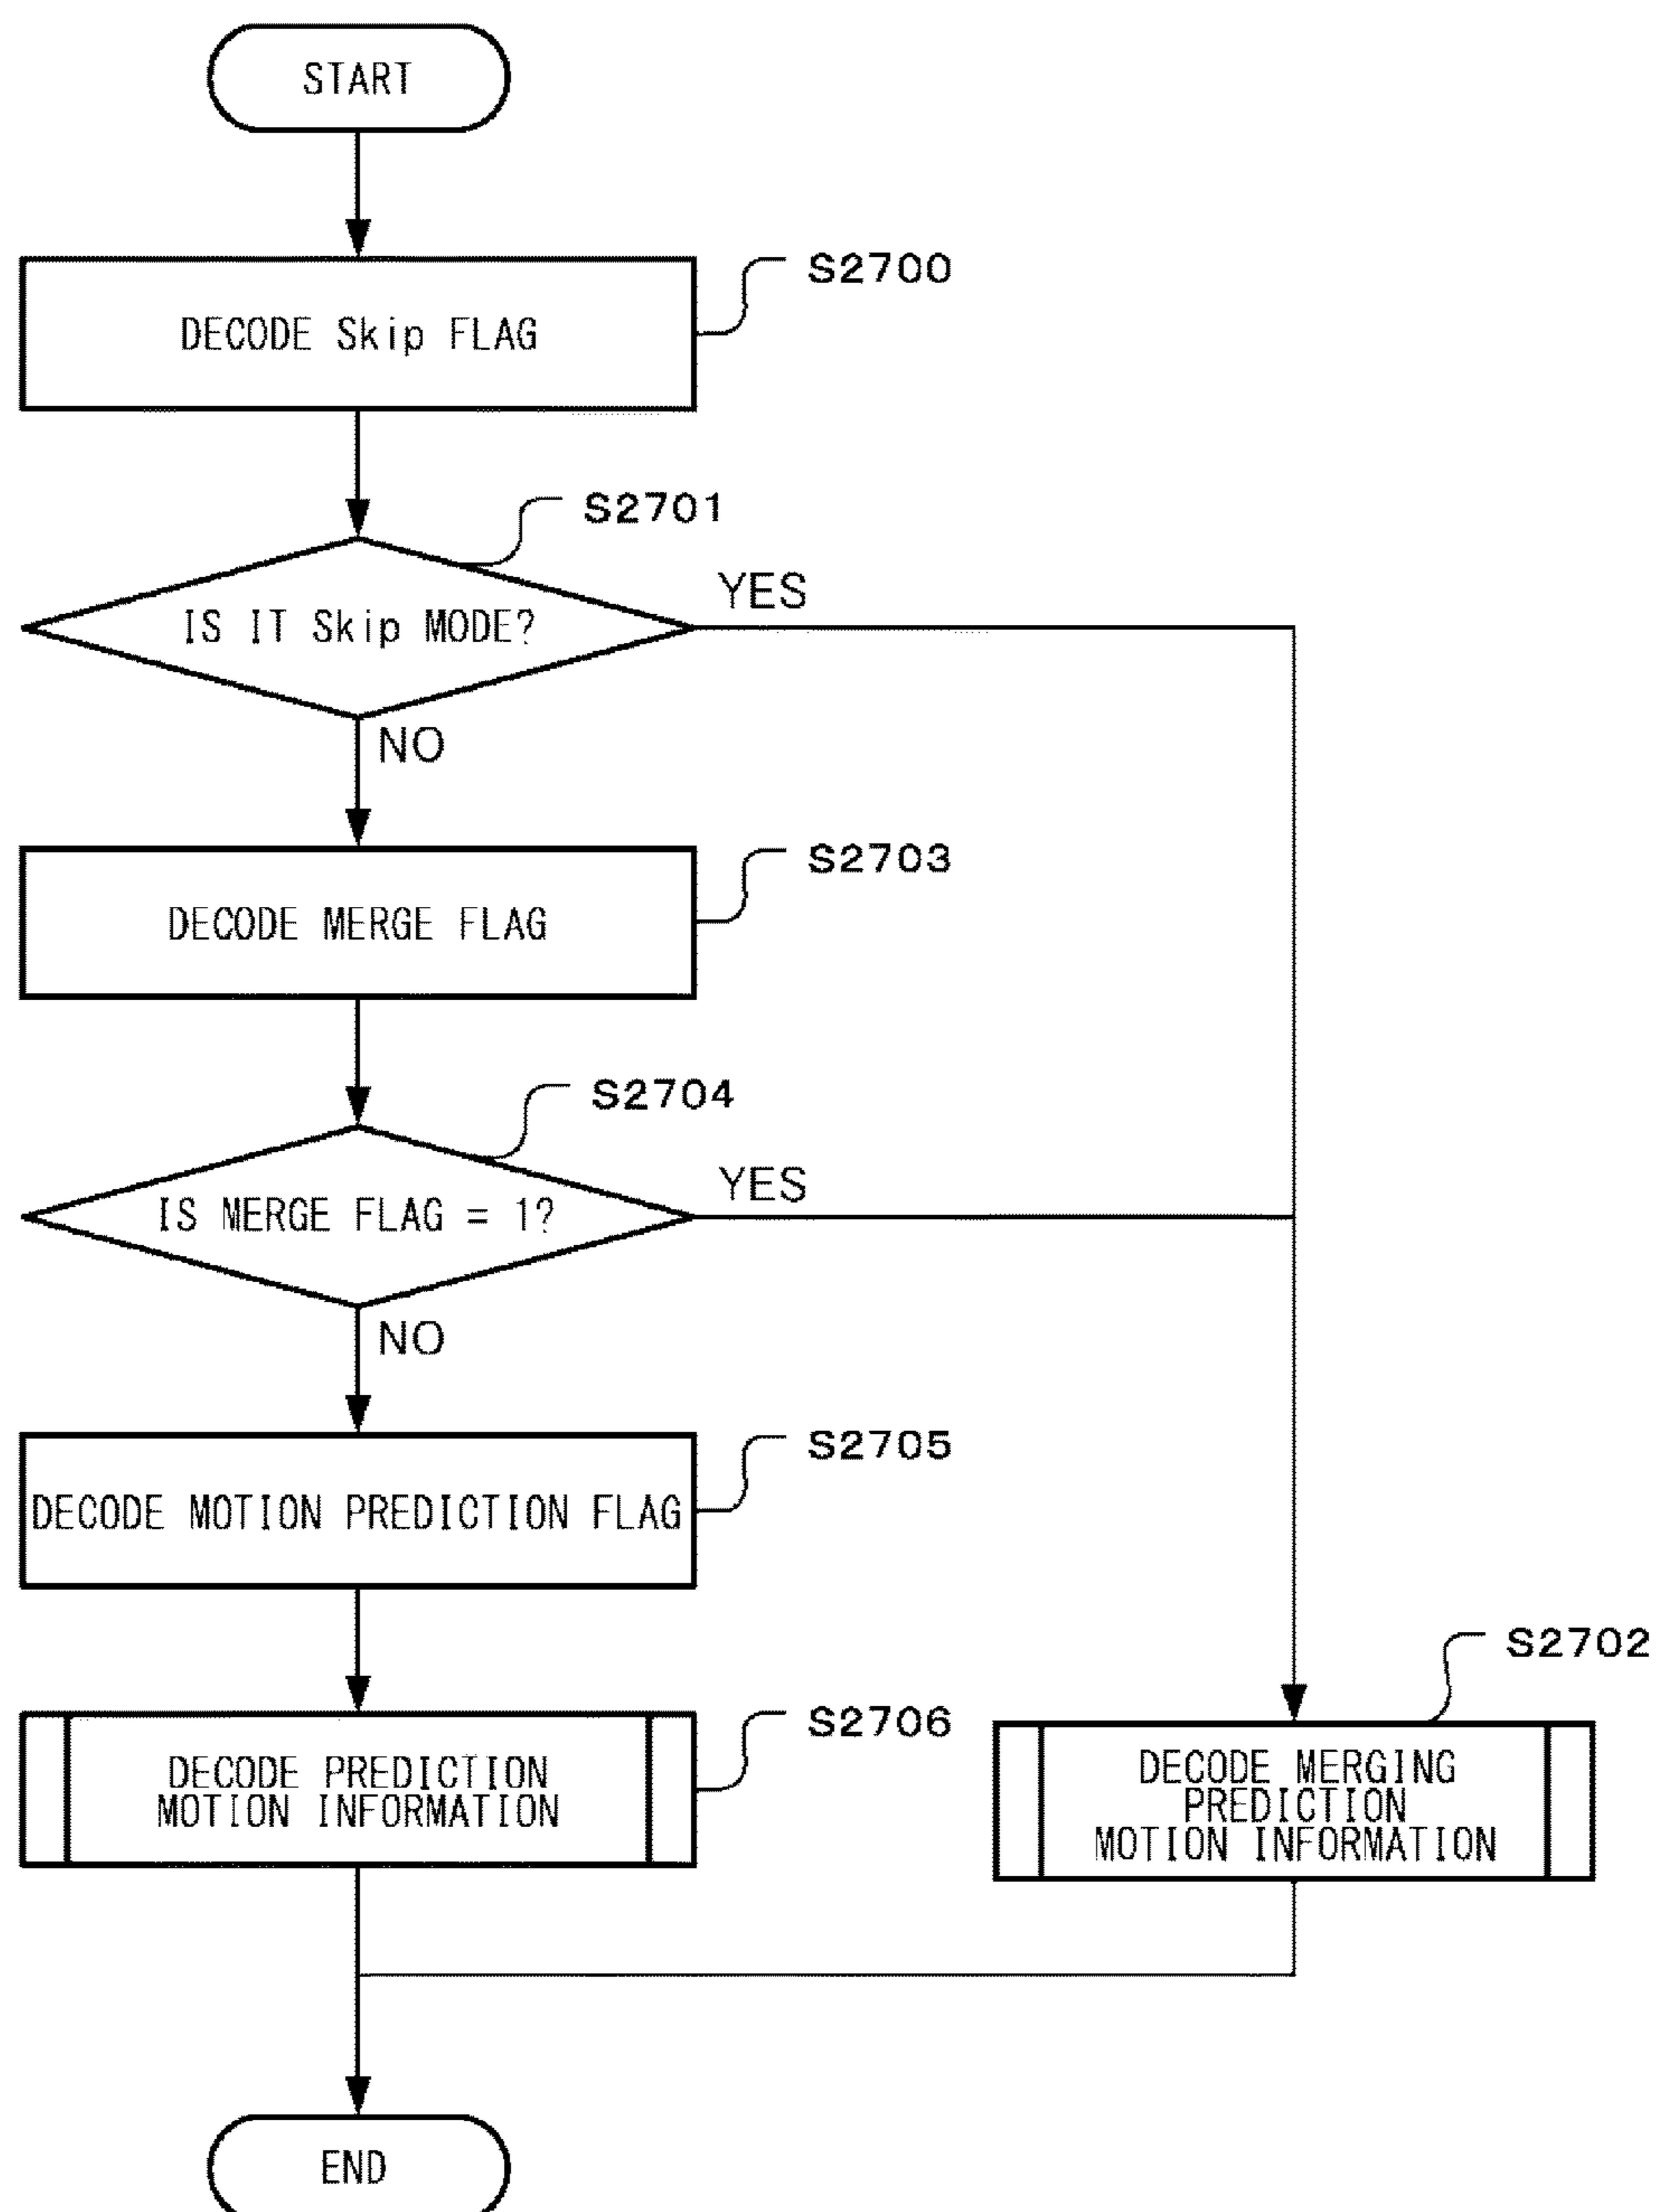 START
S2700
DECODE Skip FLAG
S2701
IS IT Skip MODE?
YES
NO
S2703
DECODE MERGE FLAG
S2704
IS MERGE FLAG = 1?
YES
NO
S2705
DECODE MOTION PREDICTION FLAG
S2706
DECODE PREDICTION
MOTION INFORMATION
S2702
DECODE MERGING
PREDICTION
MOTION INFORMATION
END